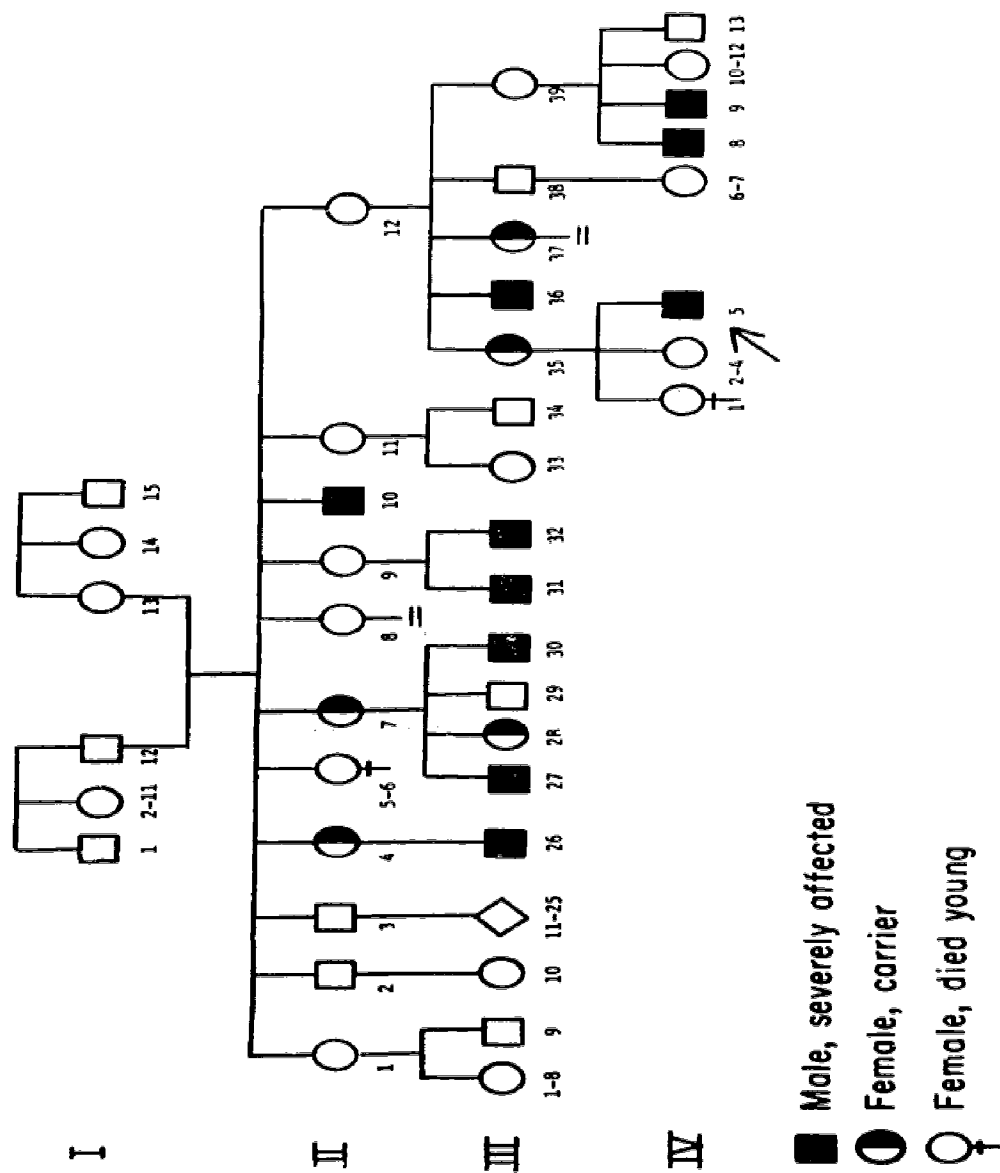 I
1 2-11 12 13 14 15
II
1 2 3 4 5-6 7 8 9 10 11 12
III
1-8 9 10 11-25 26 27 28 29 30 31 32 33 34 35 36 37 38 39
IV
1 2-4 5 6-7 8 9 10-12 13
Male, severely affected
Female, carrier
Female, died young